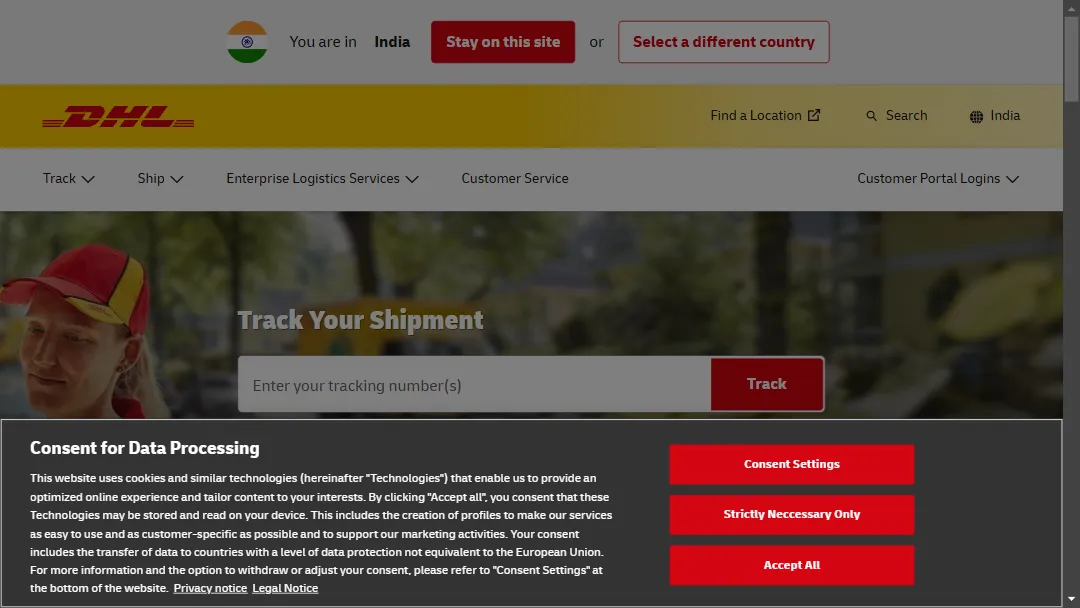 You are in India Stay on this site or Select a different country
DHL Find a Location Search India
Track Ship Enterprise Logistics Services Customer Service Customer Portal Logins
Track Your Shipment
Enter your tracking number(s) Track
Consent for Data Processing
This website uses cookies and similar technologies (hereinafter "Technologies") that enable us to provide an
optimized online experience and tailor content to your interests. By clicking "Accept all", you consent that these
Technologies may be stored and read on your device. This includes the creation of profiles to make our services
as easy to use and as customer-specific as possible and to support our marketing activities. Your consent
includes the transfer of data to countries with a level of data protection not equivalent to the European Union.
For more information and the option to withdraw or adjust your consent, please refer to "Consent Settings" at
the bottom of the website. Privacy notice Legal Notice
Consent Settings
Strictly Neccessary Only
Accept All